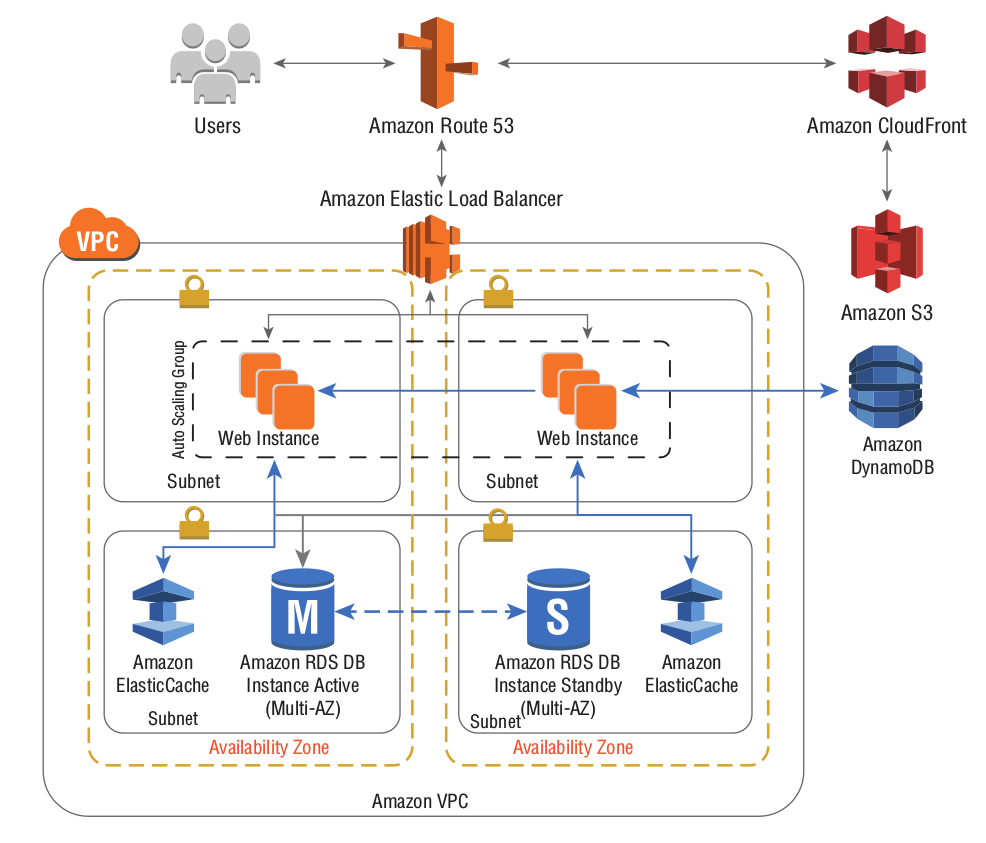 Users
Amazon Route 53
Amazon CloudFront
Amazon Elastic Load Balancer
VPC
Amazon S3
Auto Scaling Group
Web Instance
Web Instance
Amazon
DynamoDB
Subnet
Subnet
M
S
Amazon
ElasticCache
Amazon RDS DB
Instance Active
(Multi-AZ)
Amazon RDS DB
Instance Standby
(Multi-AZ)
Amazon
ElasticCache
Subnet
Subnet
Availability Zone
Availability Zone
Amazon VPC